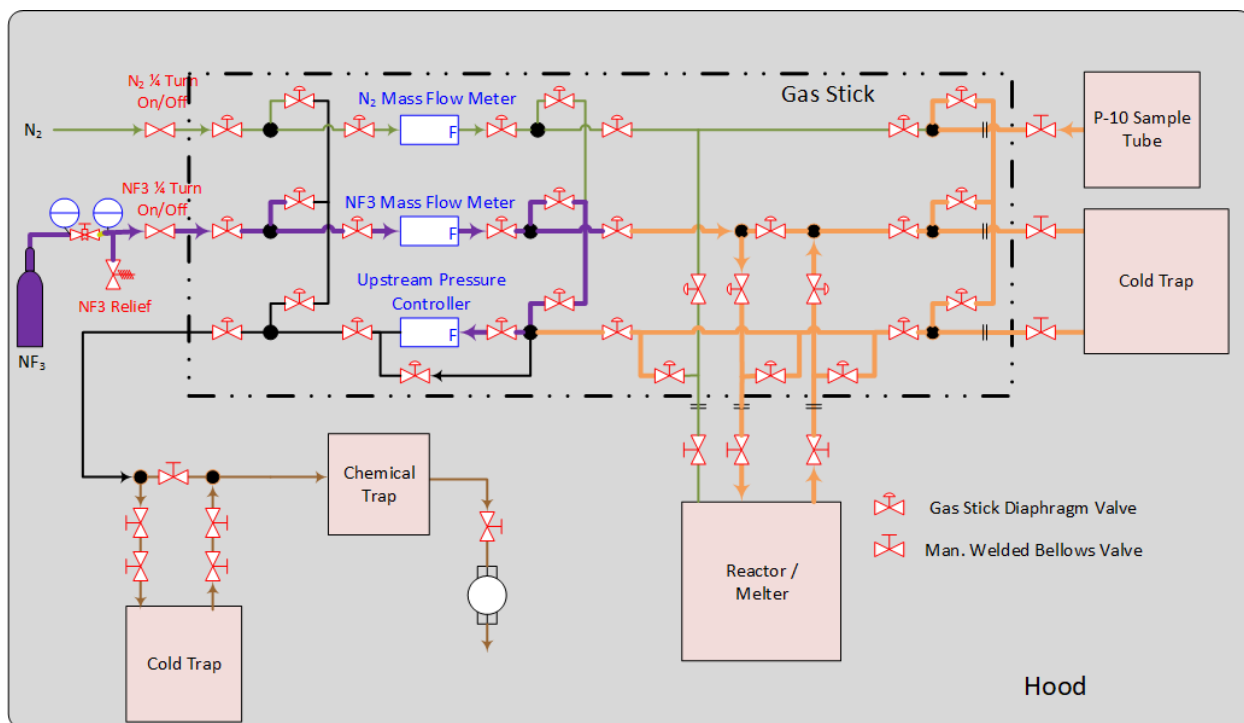 N₂ ¼ Turn
On/Off
N₂ Mass Flow Meter
Gas Stick
N₂
P-10 Sample
Tube
NF3 ¼ Turn
On/Off
NF3 Mass Flow Meter
F
F
Upstream Pressure
Controller
F
NF3 Relief
NF₃
Cold Trap
Chemical
Trap
Gas Stick Diaphragm Valve
Man. Welded Bellows Valve
Reactor /
Melter
Cold Trap
Hood